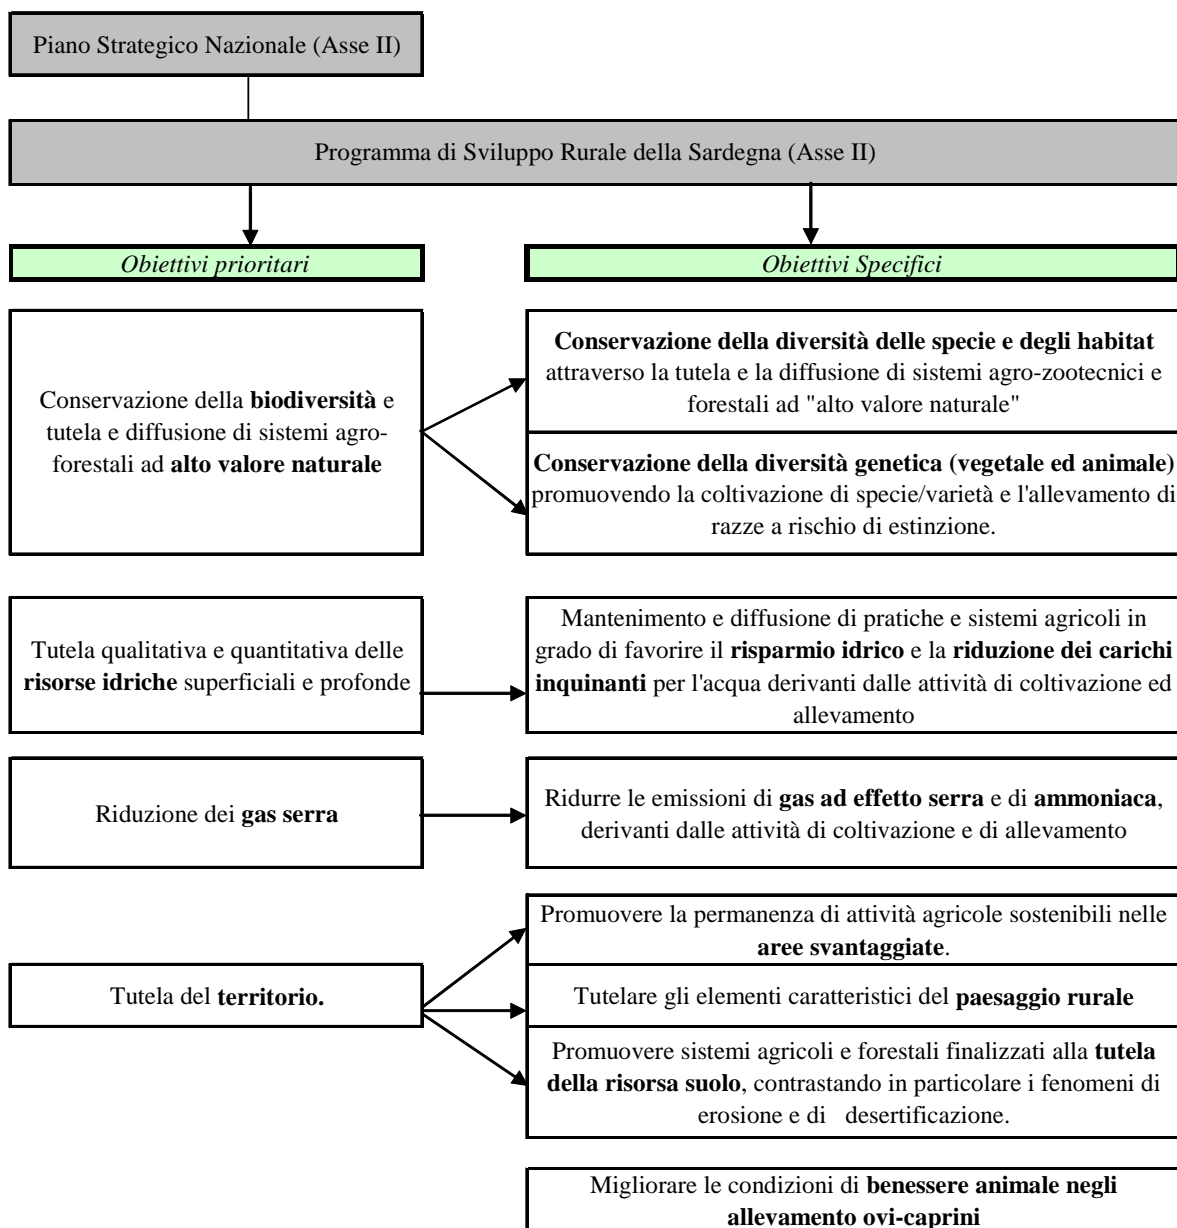 Piano Strategico Nazionale (Asse II)
Programma di Sviluppo Rurale della Sardegna (Asse II)
Obiettivi prioritari
Obiettivi Specifici
Conservazione della biodiversità e
tutela e diffusione di sistemi agro-
forestali ad alto valore naturale
Conservazione della diversità delle specie e degli habitat
attraverso la tutela e la diffusione di sistemi agro-zootecnici e
forestali ad "alto valore naturale"
Conservazione della diversità genetica (vegetale ed animale)
promuovendo la coltivazione di specie/varietà e l'allevamento di
razze a rischio di estinzione.
Tutela qualitativa e quantitativa delle
risorse idriche superficiali e profonde
Mantenimento e diffusione di pratiche e sistemi agricoli in
grado di favorire il risparmio idrico e la riduzione dei carichi
inquinanti per l'acqua derivanti dalle attività di coltivazione ed
allevamento
Riduzione dei gas serra
Ridurre le emissioni di gas ad effetto serra e di ammoniaca,
derivanti dalle attività di coltivazione e di allevamento
Tutela del territorio.
Promuovere la permanenza di attività agricole sostenibili nelle
aree svantaggiate.
Tutelare gli elementi caratteristici del paesaggio rurale
Promuovere sistemi agricoli e forestali finalizzati alla tutela
della risorsa suolo, contrastando in particolare i fenomeni di
erosione e di desertificazione.
Migliorare le condizioni di benessere animale negli
allevamento ovi-caprini